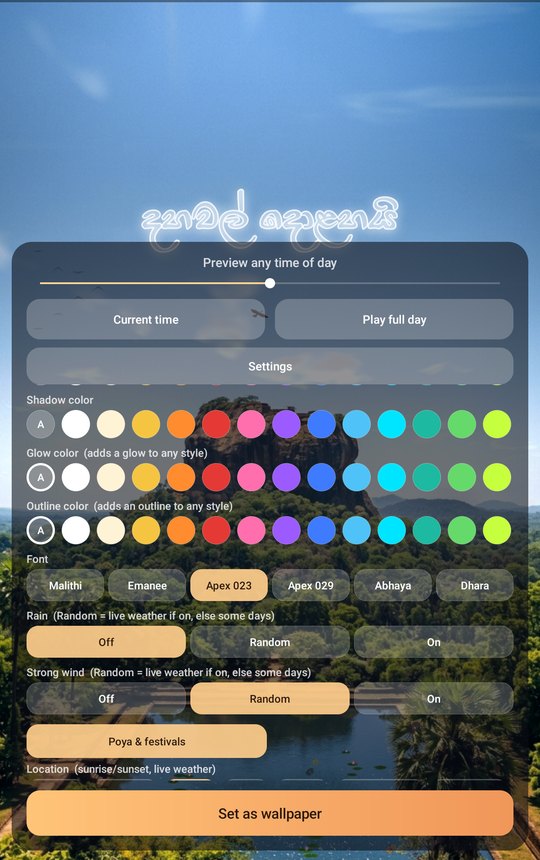 දහවල් දොළහයි
Preview any time of day
Current time
Play full day
Settings
Shadow color
A
Glow color (adds a glow to any style)
A
Outline color (adds an outline to any style)
A
Font
Malithi Emanee Apex 023 Apex 029 Abhaya Dhara
Rain (Random = live weather if on, else some days)
Off Random On
Strong wind (Random = live weather if on, else some days)
Off Random On
Poya & festivals
Location (sunrise/sunset, live weather)
Set as wallpaper